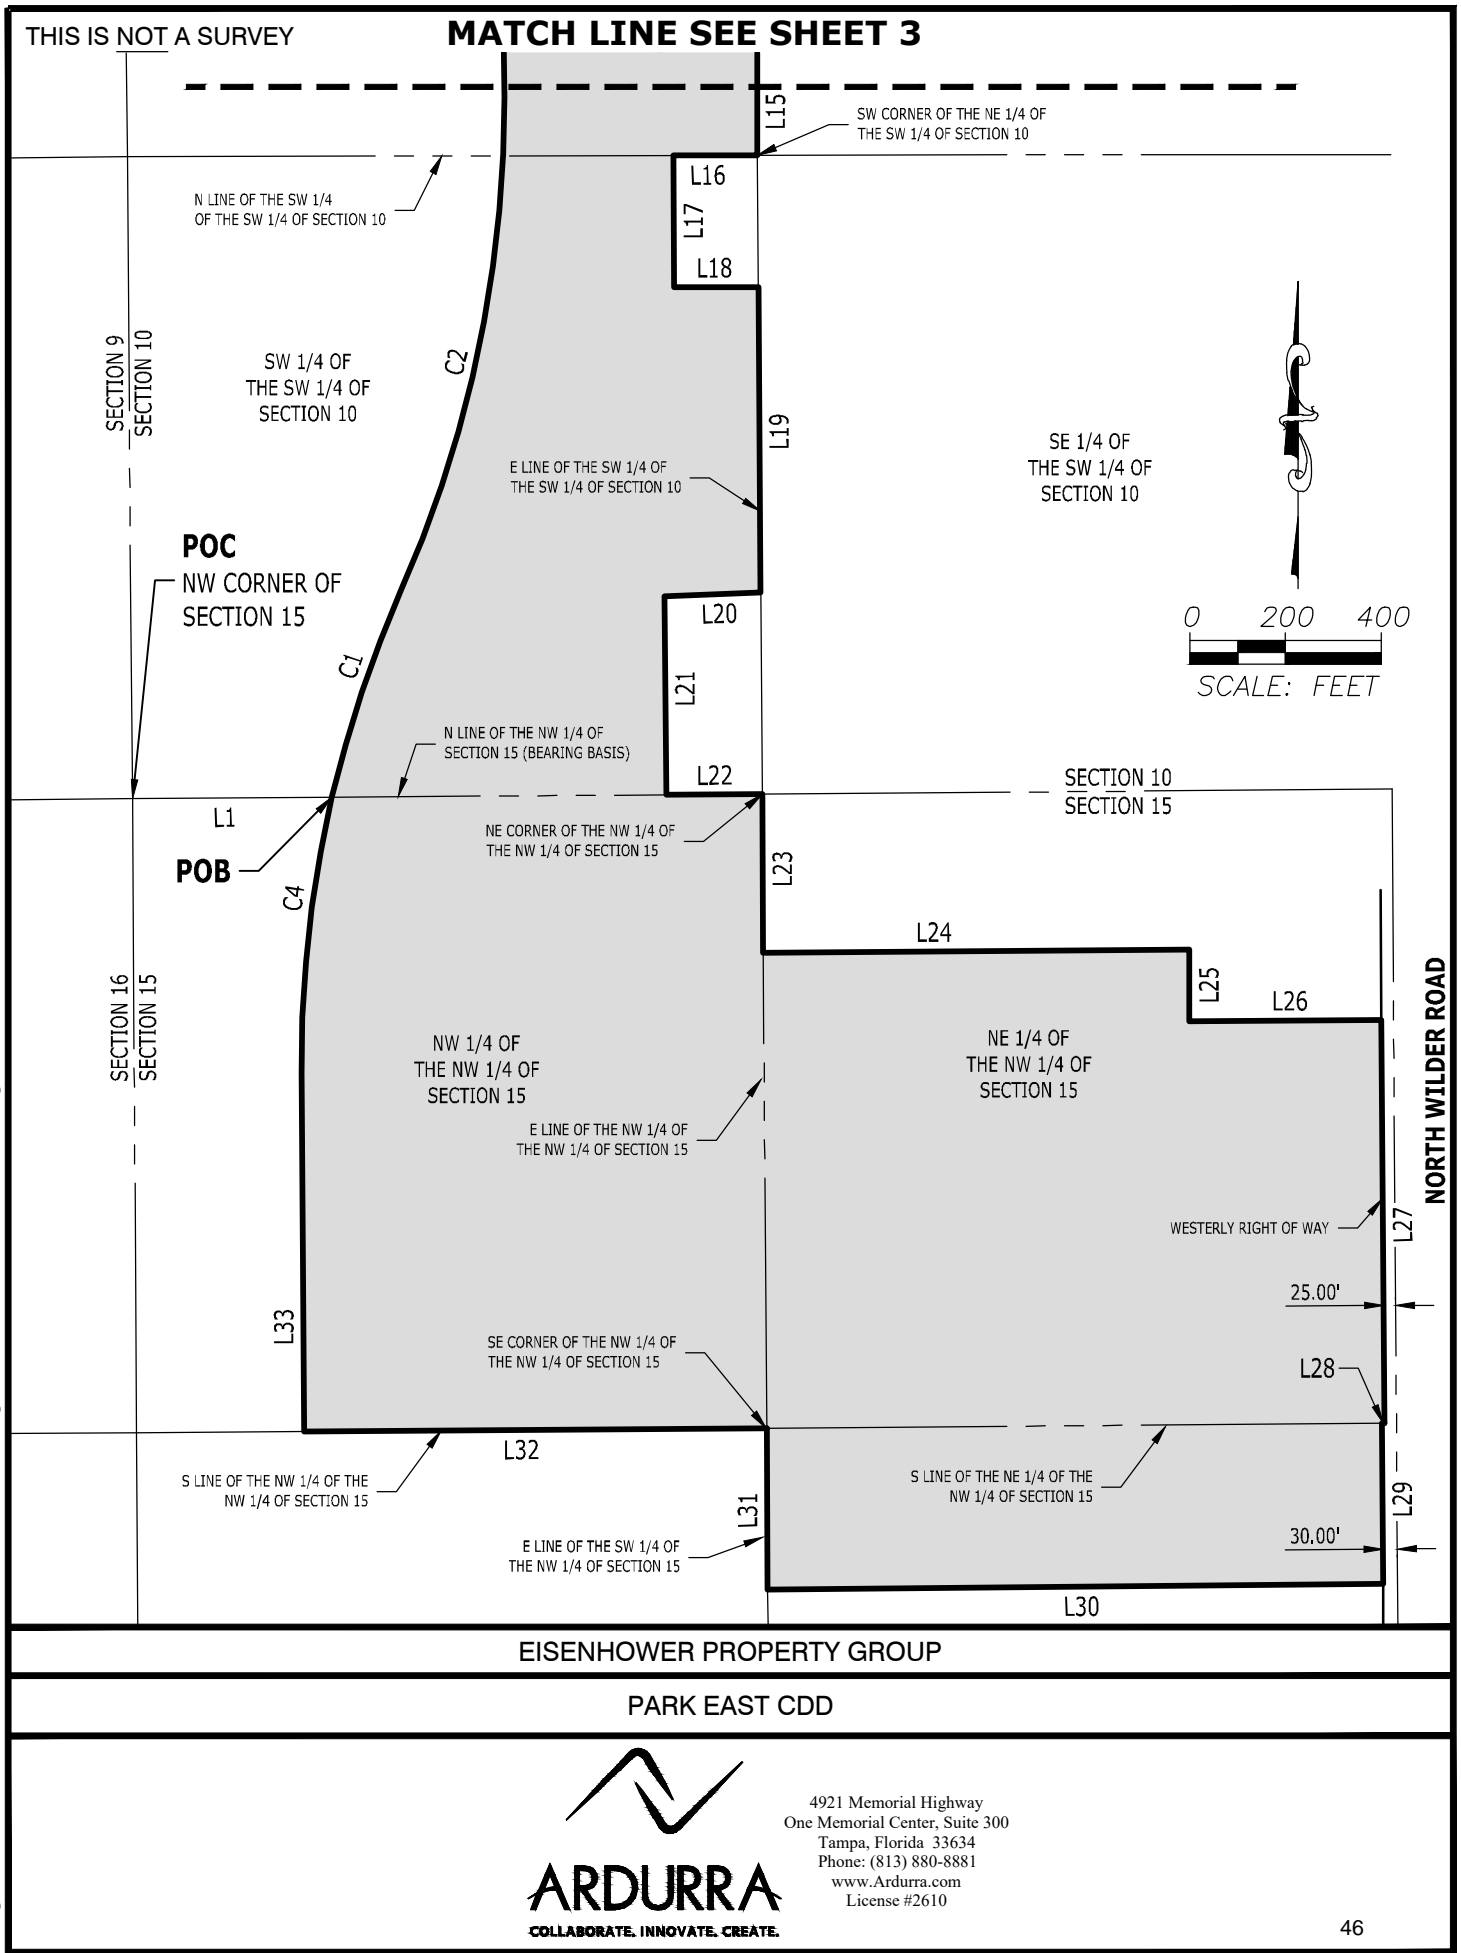 THIS IS NOT A SURVEY
MATCH LINE SEE SHEET 3
L15
SW CORNER OF THE NE 1/4 OF
THE SW 1/4 OF SECTION 10
L16
N LINE OF THE SW 1/4
OF THE SW 1/4 OF SECTION 10
L17
L18
SECTION 9
SECTION 10
C2
SW 1/4 OF
THE SW 1/4 OF
SECTION 10
L19
SE 1/4 OF
THE SW 1/4 OF
SECTION 10
E LINE OF THE SW 1/4 OF
THE SW 1/4 OF SECTION 10
POC
NW CORNER OF
SECTION 15
L20
0 200 400
SCALE: FEET
C1
L21
N LINE OF THE NW 1/4 OF
SECTION 15 (BEARING BASIS)
L22
SECTION 10
SECTION 15
L1
NE CORNER OF THE NW 1/4 OF
THE NW 1/4 OF SECTION 15
POB
L23
C4
L24
L25
L26
SECTION 16
SECTION 15
NORTH WILDER ROAD
NW 1/4 OF
THE NW 1/4 OF
SECTION 15
NE 1/4 OF
THE NW 1/4 OF
SECTION 15
E LINE OF THE NW 1/4 OF
THE NW 1/4 OF SECTION 15
WESTERLY RIGHT OF WAY
L27
25.00'
L33
SE CORNER OF THE NW 1/4 OF
THE NW 1/4 OF SECTION 15
L28
L32
S LINE OF THE NW 1/4 OF THE
NW 1/4 OF SECTION 15
S LINE OF THE NE 1/4 OF THE
NW 1/4 OF SECTION 15
L31
L29
E LINE OF THE SW 1/4 OF
THE NW 1/4 OF SECTION 15
30.00'
L30
EISENHOWER PROPERTY GROUP
PARK EAST CDD
ARDURRA
COLLABORATE. INNOVATE. CREATE.
4921 Memorial Highway
One Memorial Center, Suite 300
Tampa, Florida 33634
Phone: (813) 880-8881
www.Ardurra.com
License #2610
46